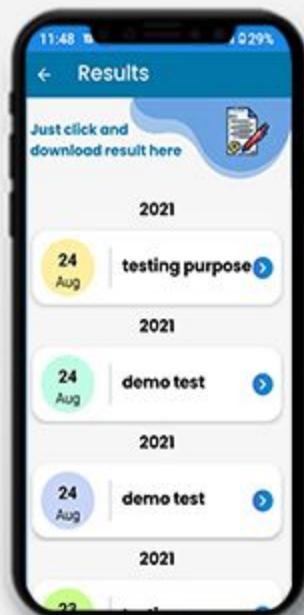 11:48
29%
← Results
Just click and
download result here
2021
24
Aug
testing purpose
2021
24
Aug
demo test
2021
24
Aug
demo test
2021